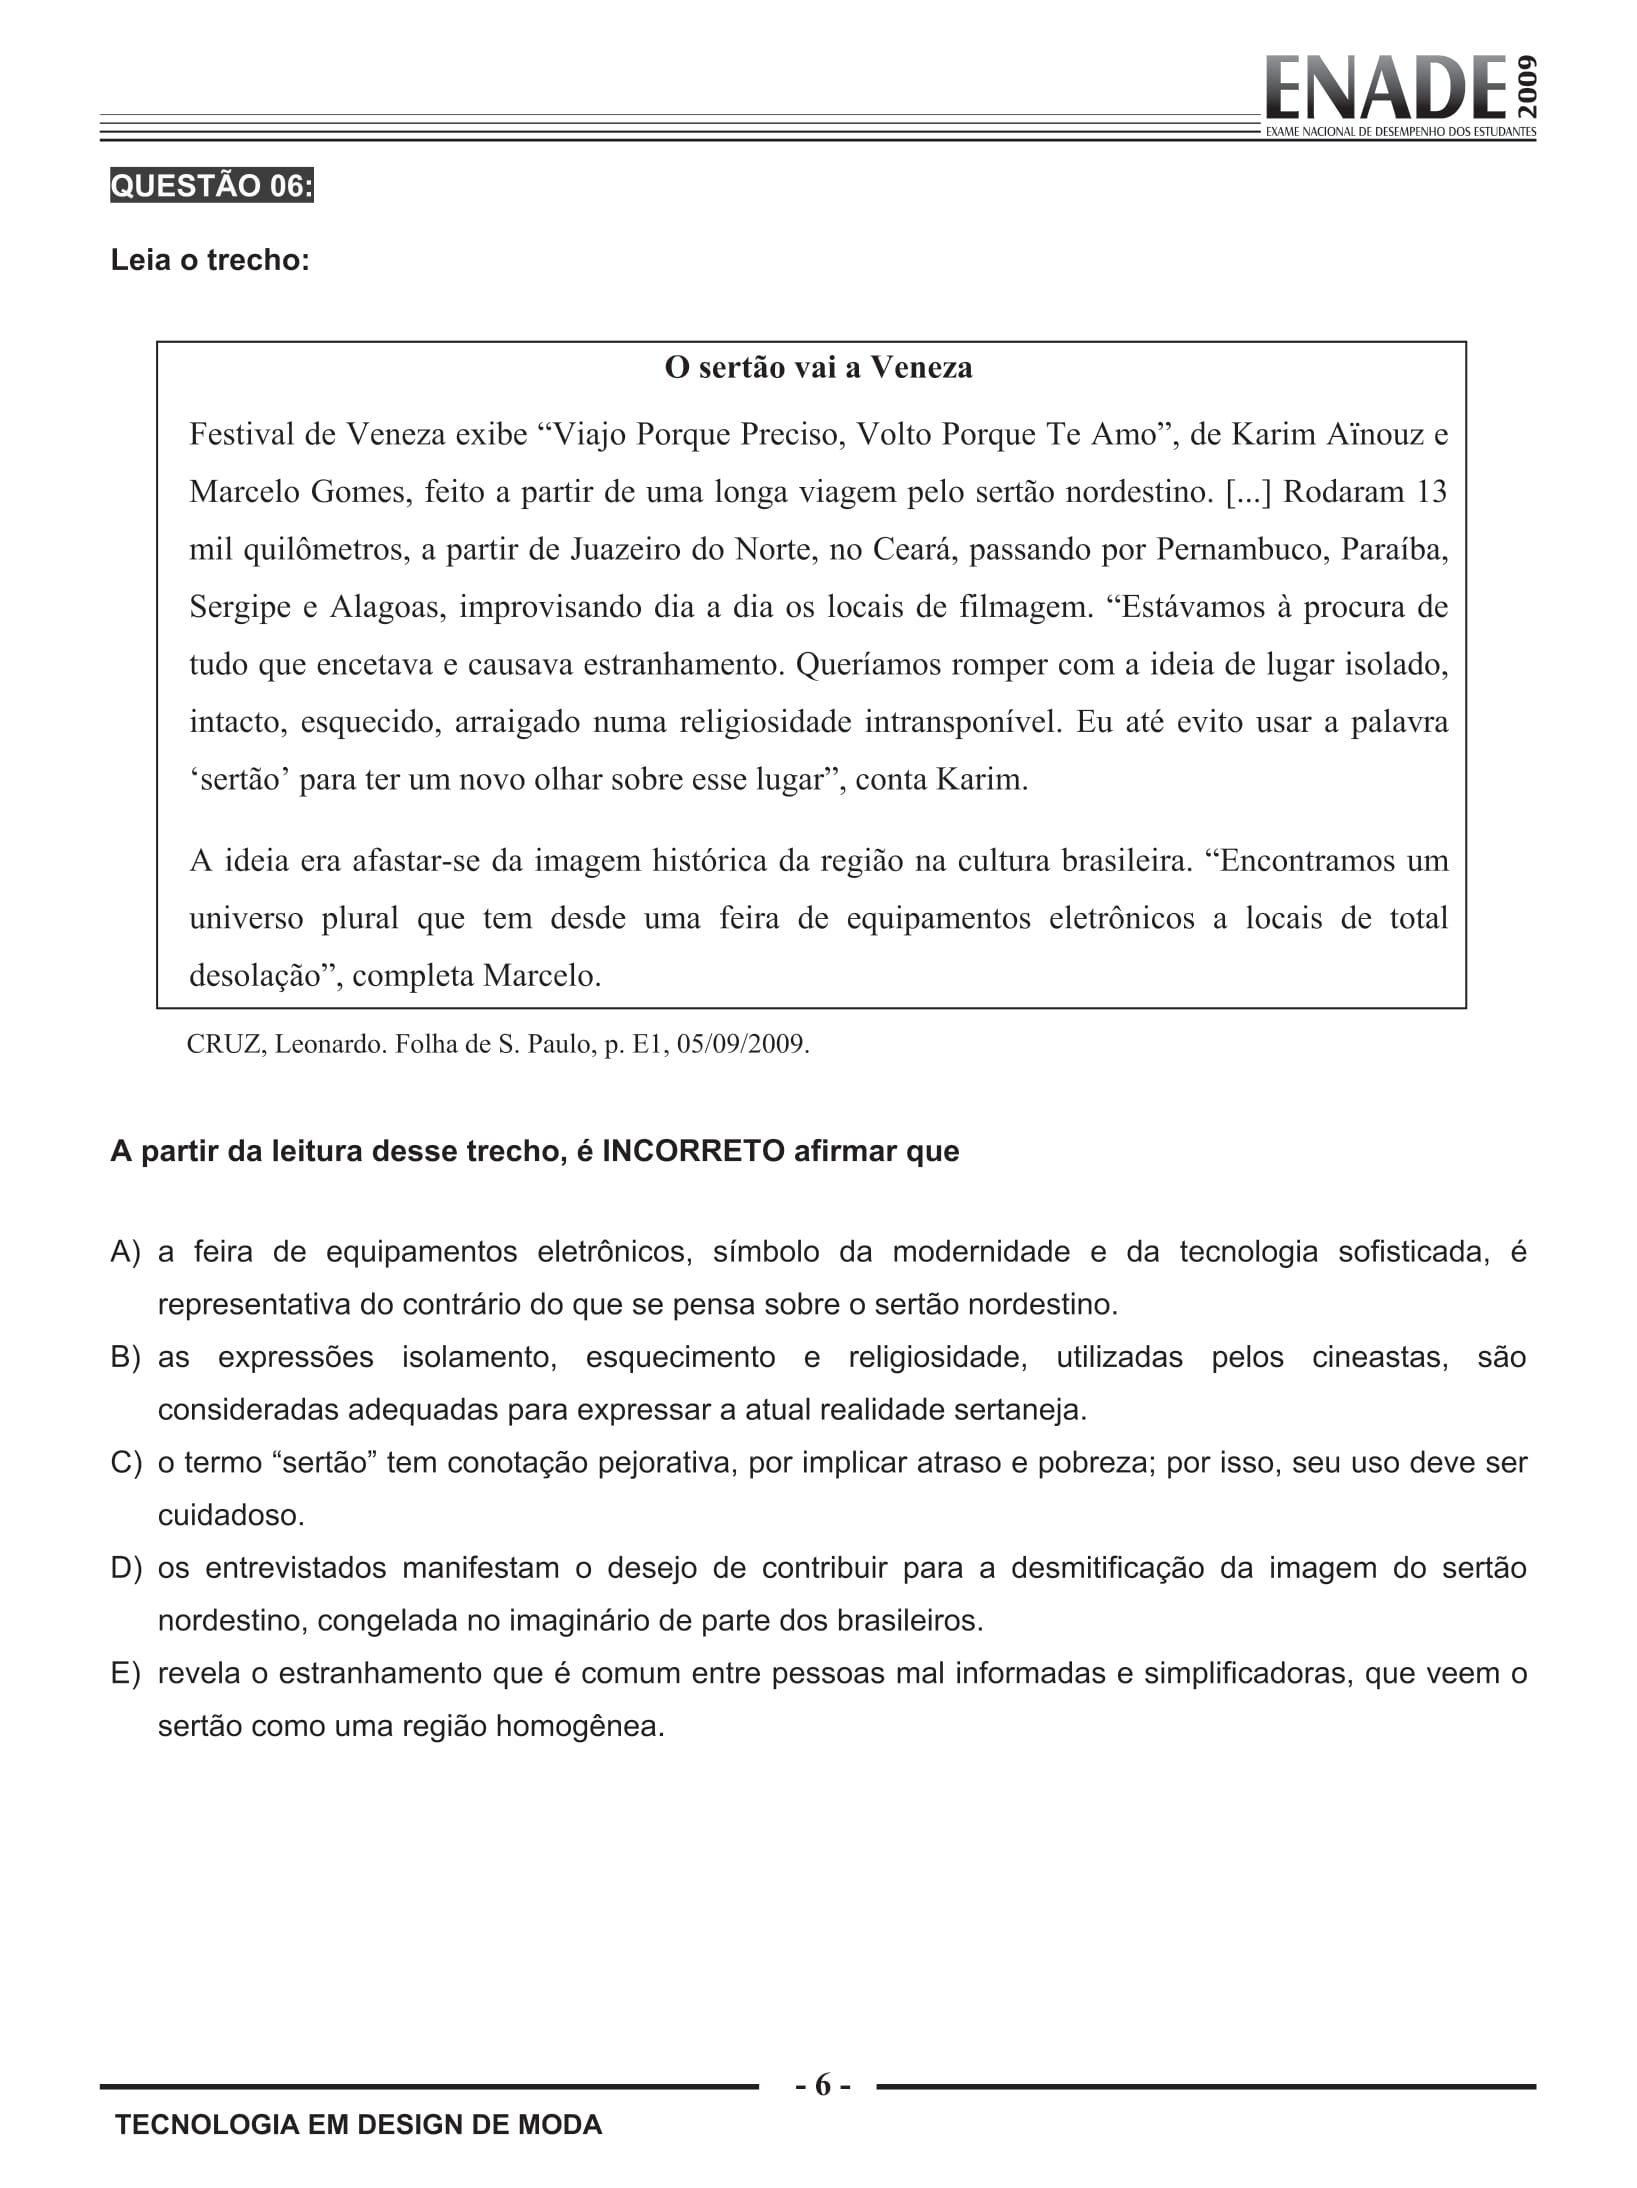 ENADE 2009
EXAME NACIONAL DE DESEMPENHO DOS ESTUDANTES
QUESTÃO 06:
Leia o trecho:
O sertão vai a Veneza
Festival de Veneza exibe “Viajo Porque Preciso, Volto Porque Te Amo”, de Karim Aïnouz e
Marcelo Gomes, feito a partir de uma longa viagem pelo sertão nordestino. [...] Rodaram 13
mil quilômetros, a partir de Juazeiro do Norte, no Ceará, passando por Pernambuco, Paraíba,
Sergipe e Alagoas, improvisando dia a dia os locais de filmagem. “Estávamos à procura de
tudo que encetava e causava estranhamento. Queríamos romper com a ideia de lugar isolado,
intacto, esquecido, arraigado numa religiosidade intransponível. Eu até evito usar a palavra
‘sertão’ para ter um novo olhar sobre esse lugar”, conta Karim.
A ideia era afastar-se da imagem histórica da região na cultura brasileira. “Encontramos um
universo plural que tem desde uma feira de equipamentos eletrônicos a locais de total
desolação”, completa Marcelo.
CRUZ, Leonardo. Folha de S. Paulo, p. E1, 05/09/2009.
A partir da leitura desse trecho, é INCORRETO afirmar que
A) a feira de equipamentos eletrônicos, símbolo da modernidade e da tecnologia sofisticada, é
representativa do contrário do que se pensa sobre o sertão nordestino.
B) as expressões isolamento, esquecimento e religiosidade, utilizadas pelos cineastas, são
consideradas adequadas para expressar a atual realidade sertaneja.
C) o termo “sertão” tem conotação pejorativa, por implicar atraso e pobreza; por isso, seu uso deve ser
cuidadoso.
D) os entrevistados manifestam o desejo de contribuir para a desmitificação da imagem do sertão
nordestino, congelada no imaginário de parte dos brasileiros.
E) revela o estranhamento que é comum entre pessoas mal informadas e simplificadoras, que veem o
sertão como uma região homogênea.
- 6 -
TECNOLOGIA EM DESIGN DE MODA